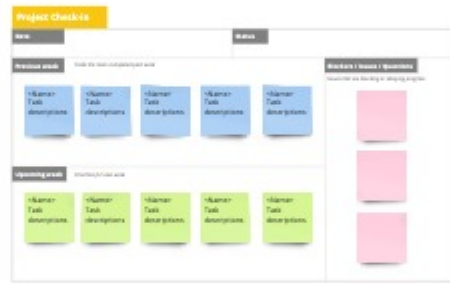 Project Check-in
Date
Status
Previous week
Blockers / Issues / Questions
<Name>
Task
descriptions
<Name>
Task
descriptions
<Name>
Task
descriptions
<Name>
Task
descriptions
<Name>
Task
descriptions
Upcoming week
<Name>
Task
descriptions
<Name>
Task
descriptions
<Name>
Task
descriptions
<Name>
Task
descriptions
<Name>
Task
descriptions